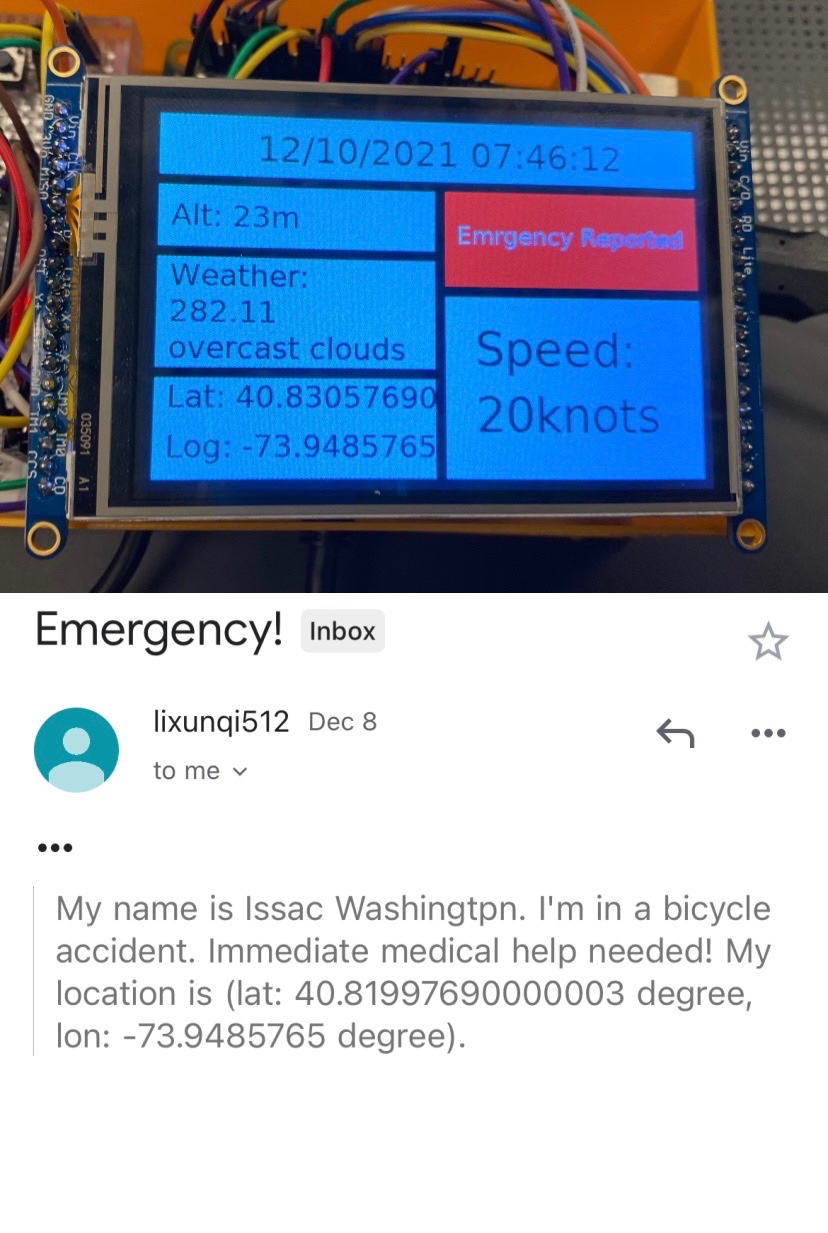 12/10/2021 07:46:12
Alt: 23m
Emrgency Reported
Weather:
282.11
overcast clouds
Speed:
20knots
Lat: 40.83057690
Log: -73.9485765
035091 A1
Emergency! Inbox
lixunqi512 Dec 8
to me
My name is Issac Washingtpn. I'm in a bicycle
accident. Immediate medical help needed! My
location is (lat: 40.81997690000003 degree,
lon: -73.9485765 degree).